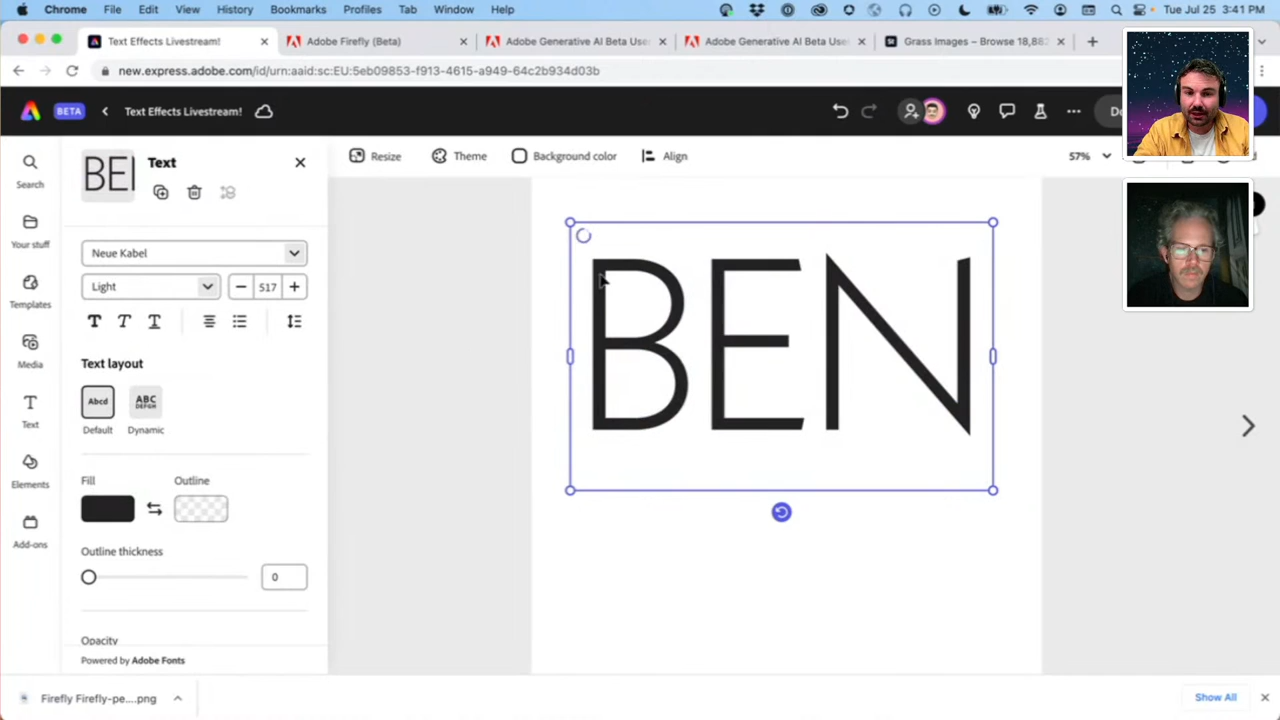 Chrome File Edit View History Bookmarks Profiles Tab Window Help Tue Jul 25 3:41 PM
Text Effects Livestream! Adobe Firefly (Beta) Adobe Generative AI Beta Use Adobe Generative AI Beta Use Grass Images – Browse 18,88
new.express.adobe.com/id/urn:aaid:sc:EU:5eb09853-f913-4615-a949-64c2b934d03b
BETA Text Effects Livestream!
Search
Your stuff
Templates
Media
Text
Elements
Add-ons
BEI Text
Neue Kabel
Light 517
T T T
Text layout
Abcd ABC DEFGH
Default Dynamic
Fill Outline
Outline thickness
0
Opacity
Powered by Adobe Fonts
Resize Theme Background color Align 57%
BEN
Firefly Firefly-pe....png Show All